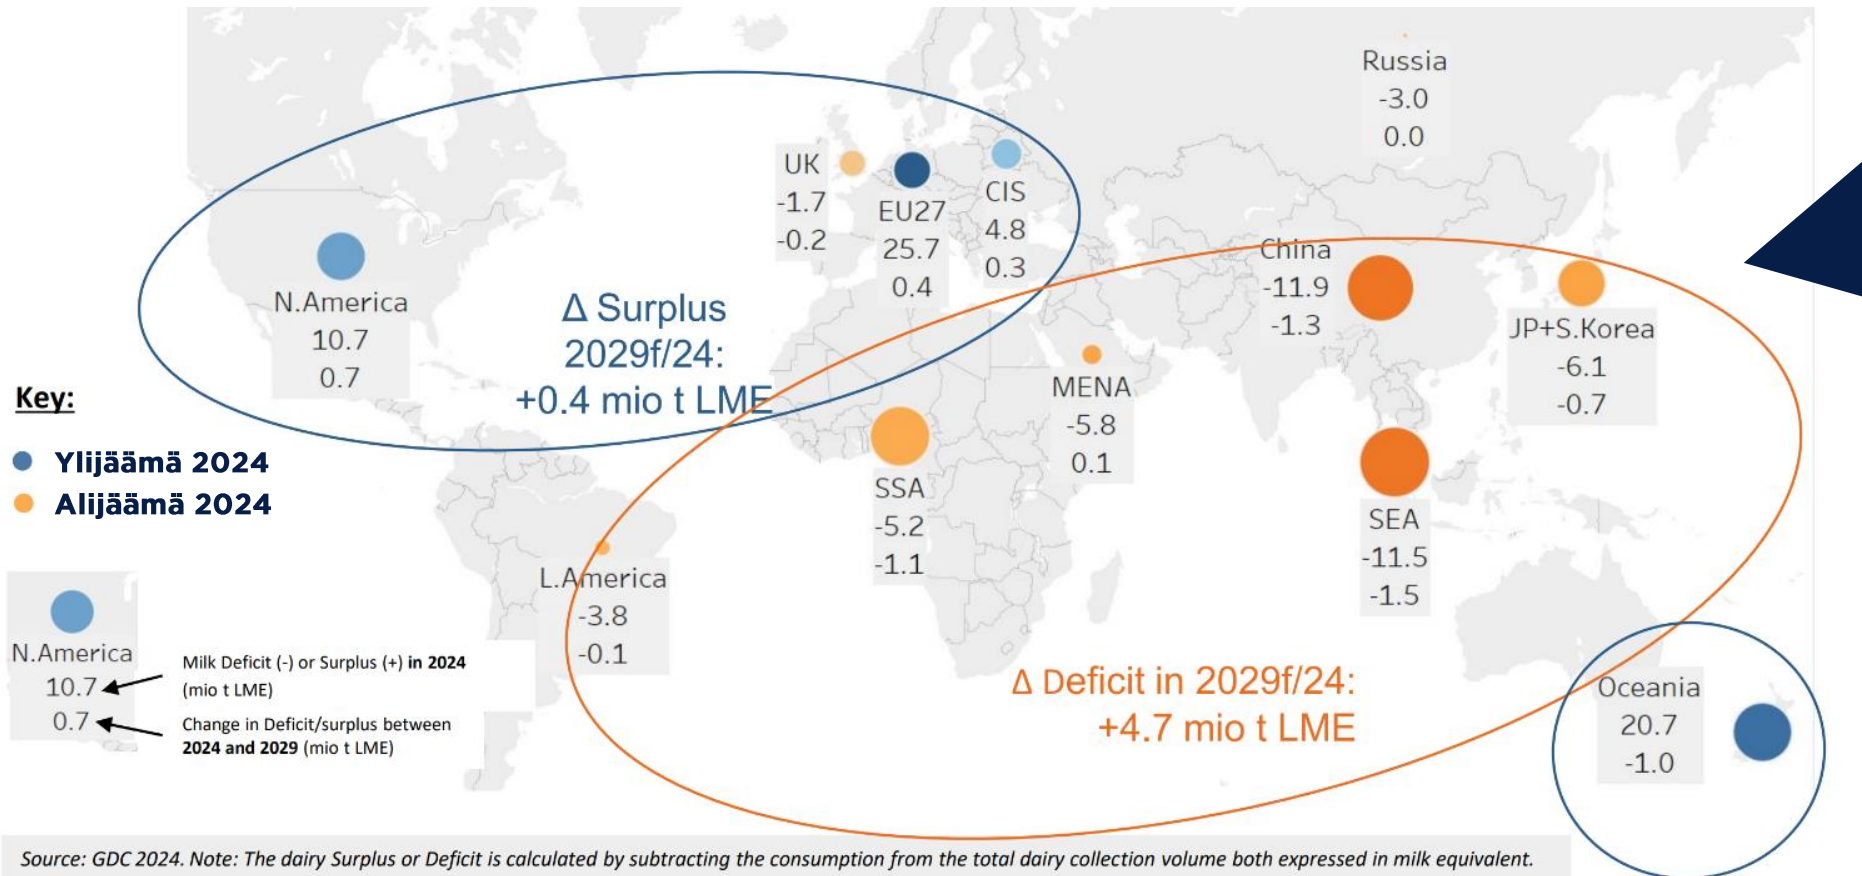 Russia
-3.0
0.0
UK
-1.7
-0.2
EU27
25.7
0.4
CIS
4.8
0.3
N.America
10.7
0.7
Δ Surplus
2029f/24:
+0.4 mio t LME
China
-11.9
-1.3
JP+S.Korea
-6.1
-0.7
MENA
-5.8
0.1
SSA
-5.2
-1.1
SEA
-11.5
-1.5
L.America
-3.8
-0.1
Δ Deficit in 2029f/24:
+4.7 mio t LME
Oceania
20.7
-1.0
Key:
Ylijäämä 2024
Alijäämä 2024
N.America
10.7
0.7
Milk Deficit (-) or Surplus (+) in 2024
(mio t LME)
Change in Deficit/surplus between
2024 and 2029 (mio t LME)
Source: GDC 2024. Note: The dairy Surplus or Deficit is calculated by subtracting the consumption from the total dairy collection volume both expressed in milk equivalent.